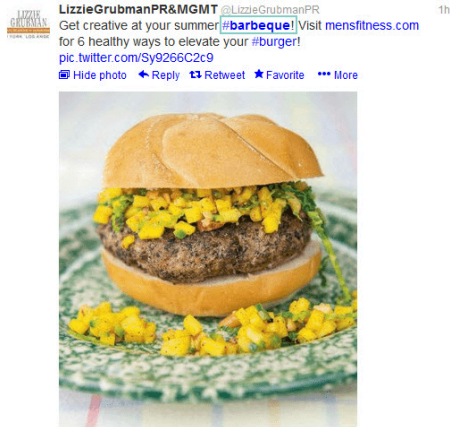 LIZZIE
GRUBMAN
LizzieGrubmanPR&MGMT @LizzieGrubmanPR 1h
Get creative at your summer #barbeque! Visit mensfitness.com
for 6 healthy ways to elevate your #burger!
pic.twitter.com/Sy9266C2c9
Hide photo Reply Retweet Favorite More